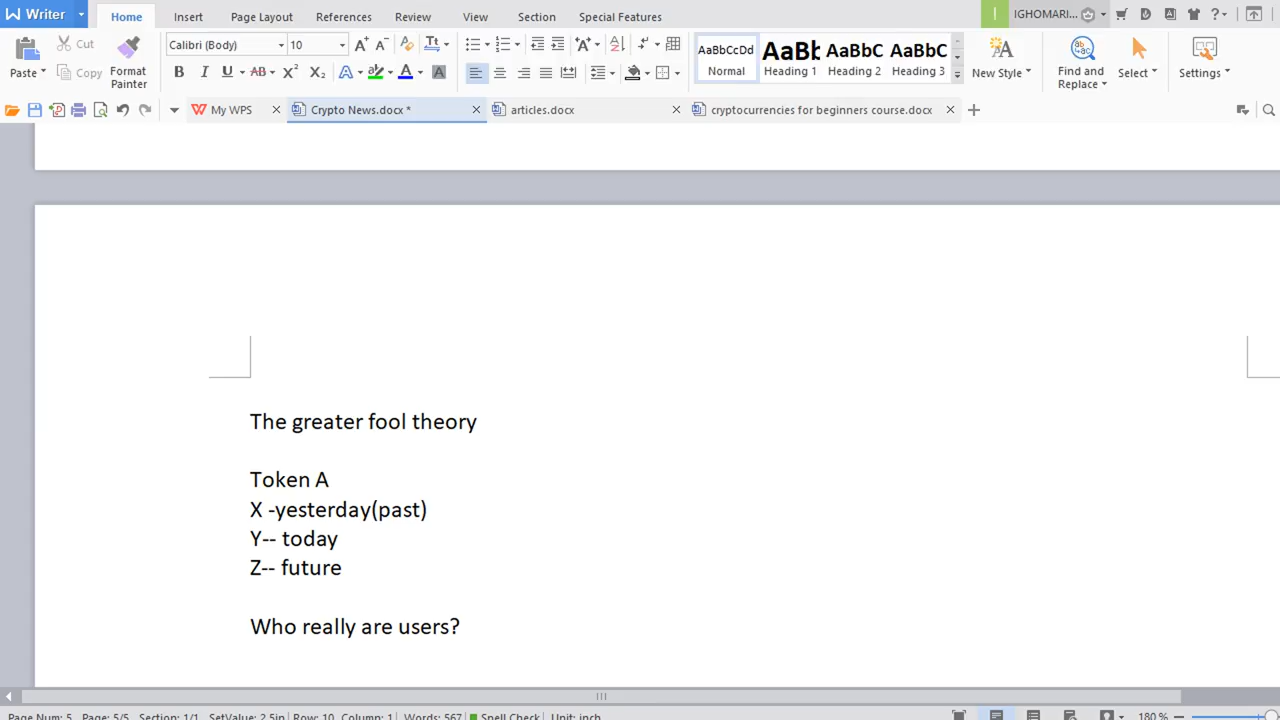 Writer Home Insert Page Layout References Review View Section Special Features IGHOMARI...
Paste Cut Copy Format Painter Calibri (Body) 10 AaBbCcDd Normal AaBb Heading 1 AaBbC Heading 2 AaBbC Heading 3 New Style Find and Replace Select Settings
My WPS Crypto News.docx * articles.docx cryptocurrencies for beginners course.docx
The greater fool theory
Token A
X -yesterday(past)
Y-- today
Z-- future
Who really are users?
Page Num: 5 Page: 5/5 Section: 1/1 SetValue: 2.5in Row: 10 Column: 1 Words: 567 Spell Check Unit: inch 180 %